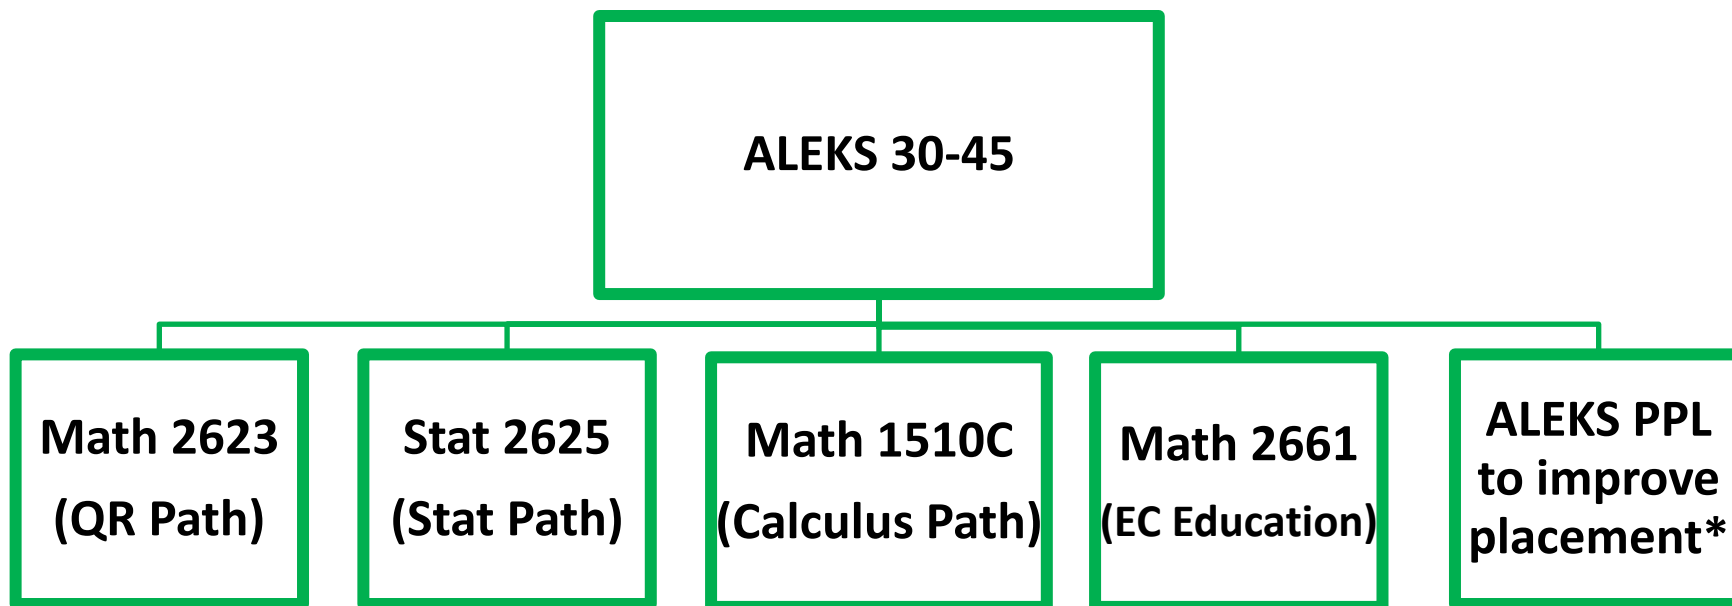 ALEKS 30-45
Math 2623
(QR Path)
Stat 2625
(Stat Path)
Math 1510C
(Calculus Path)
Math 2661
(EC Education)
ALEKS PPL
to improve
placement*